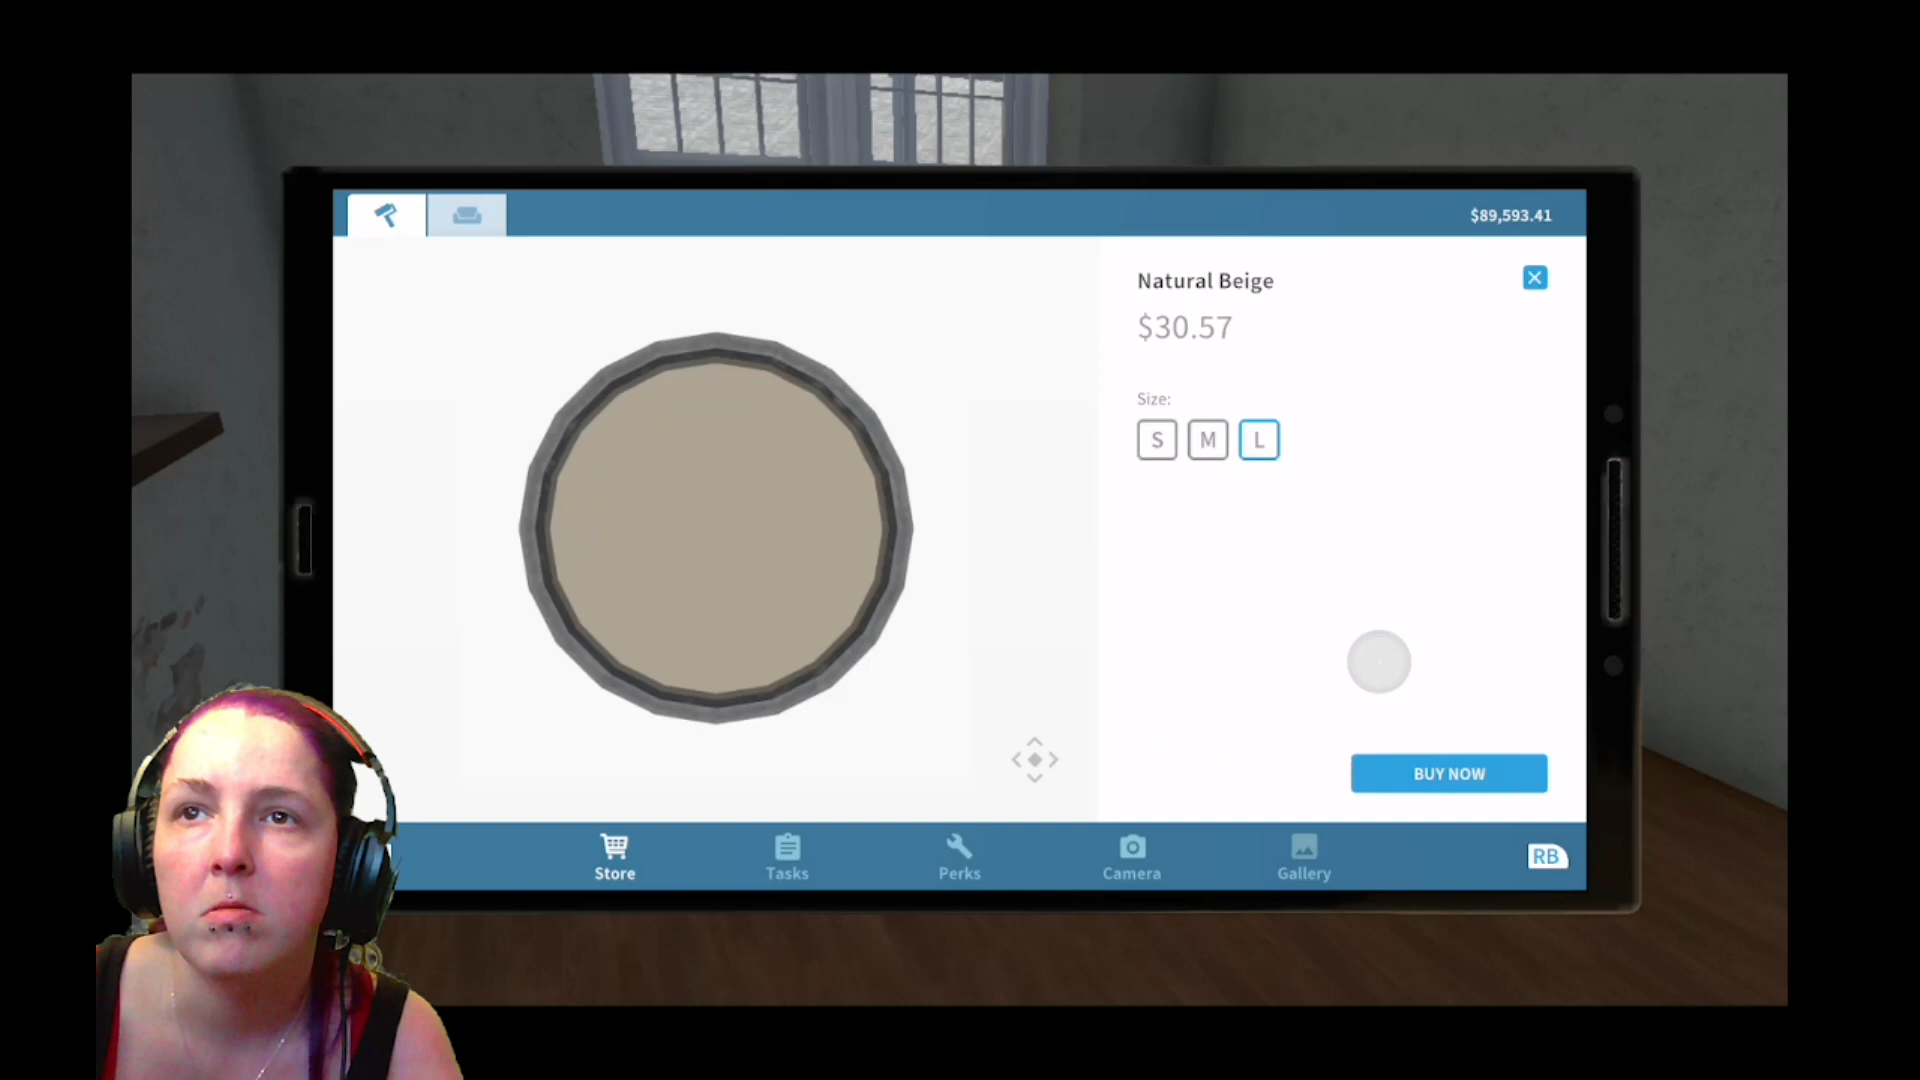 $89,593.41
Natural Beige
$30.57
Size:
S M L
BUY NOW
Store Tasks Perks Camera Gallery
RB